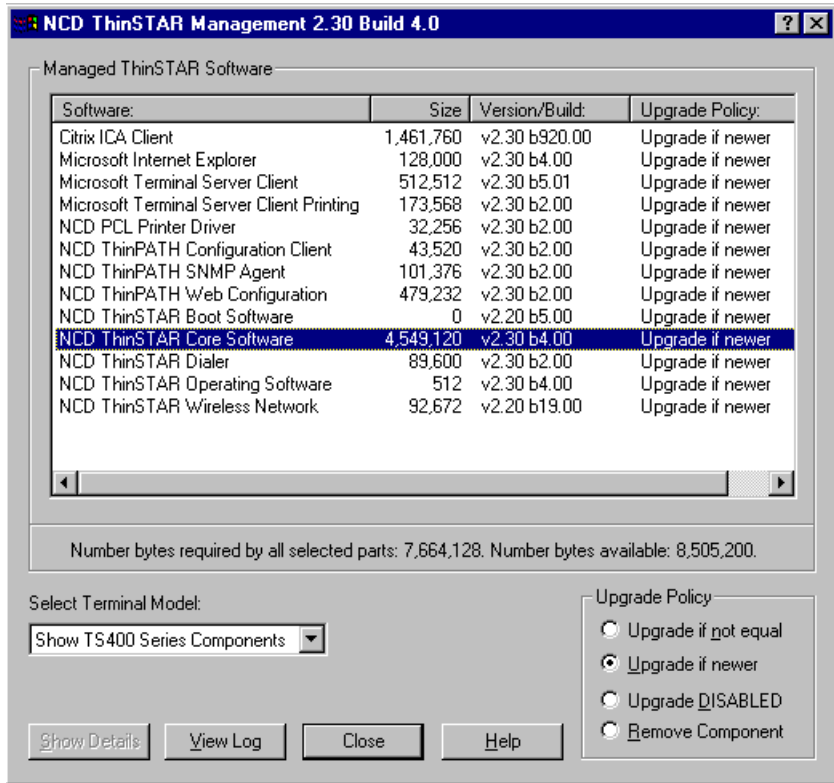 NCD ThinSTAR Management 2.30 Build 4.0
Managed ThinSTAR Software
Software: Size Version/Build: Upgrade Policy:
Citrix ICA Client 1,461,760 v2.30 b920.00 Upgrade if newer
Microsoft Internet Explorer 128,000 v2.30 b4.00 Upgrade if newer
Microsoft Terminal Server Client 512,512 v2.30 b5.01 Upgrade if newer
Microsoft Terminal Server Client Printing 173,568 v2.30 b2.00 Upgrade if newer
NCD PCL Printer Driver 32,256 v2.30 b2.00 Upgrade if newer
NCD ThinPATH Configuration Client 43,520 v2.30 b2.00 Upgrade if newer
NCD ThinPATH SNMP Agent 101,376 v2.30 b2.00 Upgrade if newer
NCD ThinPATH Web Configuration 479,232 v2.30 b2.00 Upgrade if newer
NCD ThinSTAR Boot Software 0 v2.20 b5.00 Upgrade if newer
NCD ThinSTAR Core Software 4,549,120 v2.30 b4.00 Upgrade if newer
NCD ThinSTAR Dialer 89,600 v2.30 b2.00 Upgrade if newer
NCD ThinSTAR Operating Software 512 v2.30 b4.00 Upgrade if newer
NCD ThinSTAR Wireless Network 92,672 v2.20 b19.00 Upgrade if newer
Number bytes required by all selected parts: 7,664,128. Number bytes available: 8,505,200.
Select Terminal Model:
Show TS400 Series Components
Upgrade Policy
Upgrade if not equal
Upgrade if newer
Upgrade DISABLED
Remove Component
Show Details View Log Close Help